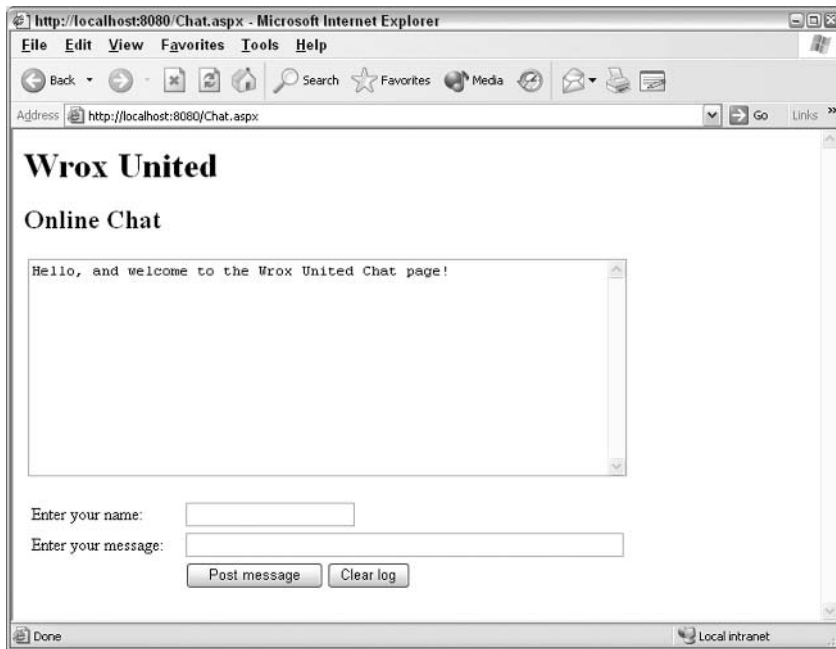 http://localhost:8080/Chat.aspx - Microsoft Internet Explorer
File Edit View Favorites Tools Help
Back Search Favorites Media
Address http://localhost:8080/Chat.aspx Go Links »
Wrox United
Online Chat
Hello, and welcome to the Wrox United Chat page!
Enter your name:
Enter your message:
Post message Clear log
Done Local intranet